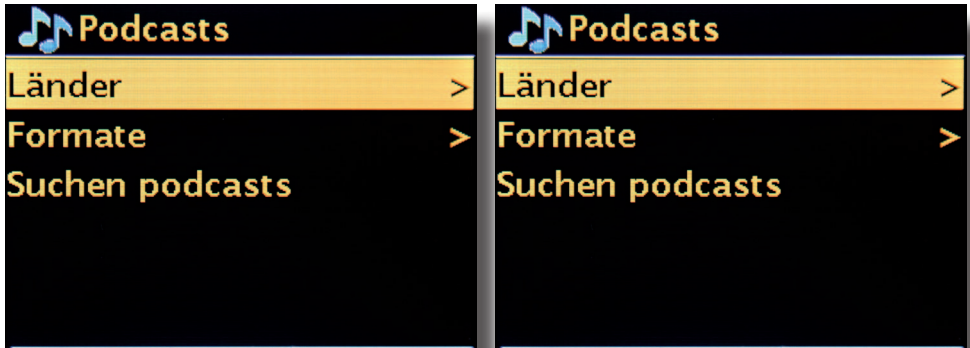 Podcasts
Länder >
Formate >
Suchen podcasts
Podcasts
Länder >
Formate >
Suchen podcasts